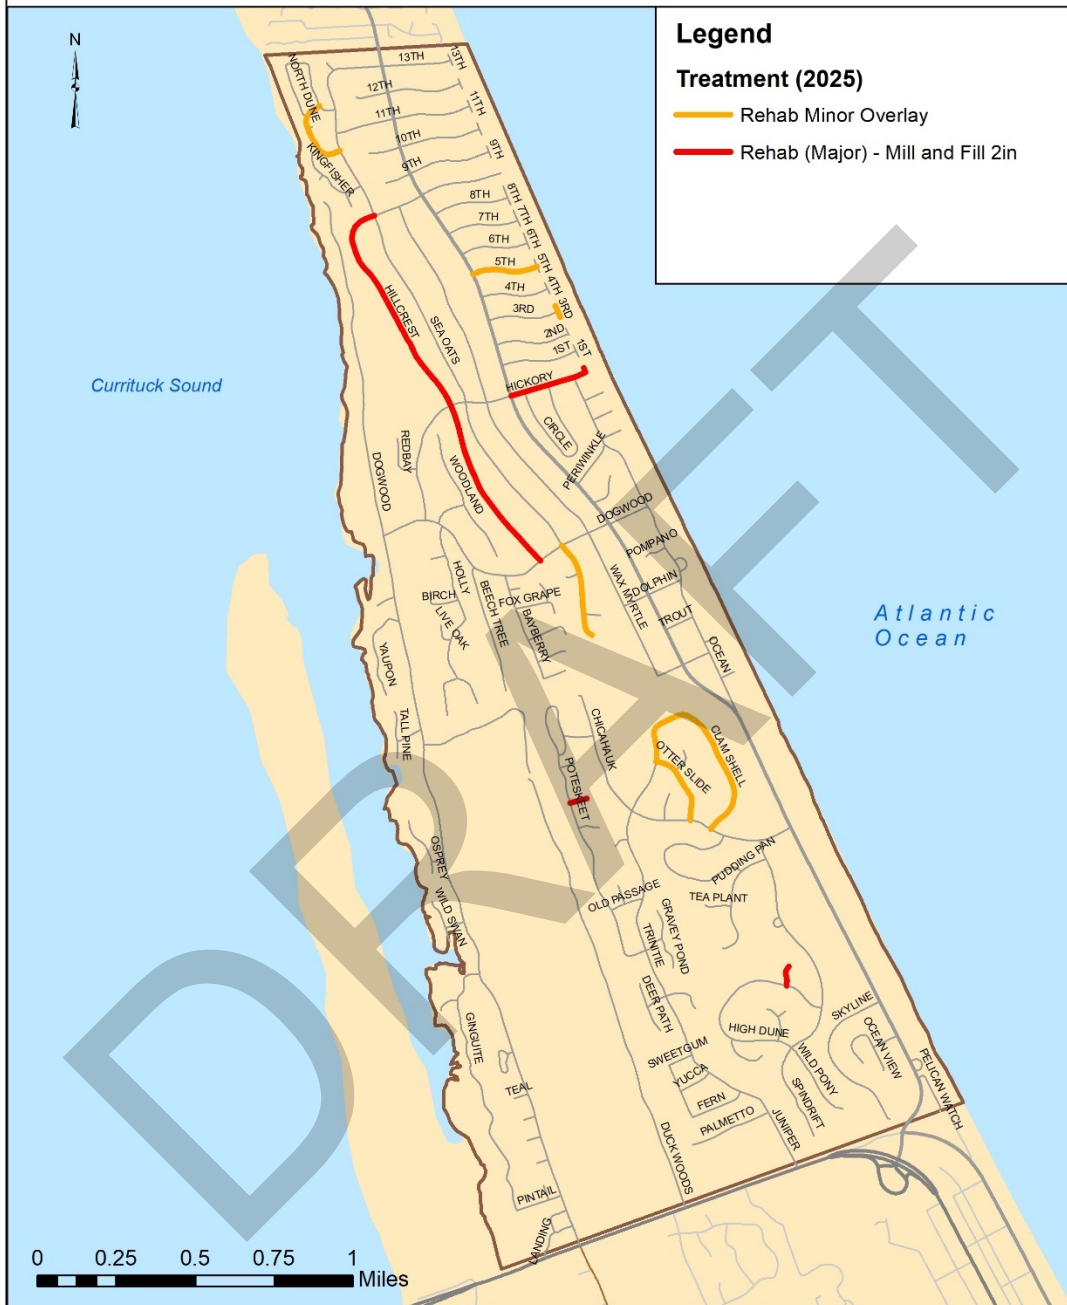 Legend
Treatment (2025)
Rehab Minor Overlay
Rehab (Major) - Mill and Fill 2in
N
13TH
13TH
NORTH DUNE
12TH
11TH
11TH
10TH
9TH
KINGFISHER
9TH
8TH
8TH
7TH
7TH
6TH
6TH
5TH
5TH
4TH
4TH
3RD
3RD
2ND
1ST
1ST
HILLCREST
SEA OATS
HICKORY
Currituck Sound
CIRCLE
PERIWINKLE
REDBAY
DOGWOOD
WOODLAND
DOGWOOD
POMPANO
HOLLY
BEECH TREE
FOX GRAPE
WAX MYRTLE
DOLPHIN
BIRCH
LIVE OAK
BAYBERRY
TROUT
Atlantic
Ocean
OCEAN
YAUPON
TALL PINE
CHICAHAUK
CLAM SHELL
OTTER SLIDE
POTESKEET
OSPREY
PUDDING PAN
WILD SWAN
OLD PASSAGE
TEA PLANT
GRAVEY POND
TRINITIE
DEER PATH
GINGUITE
HIGH DUNE
SKYLINE
OCEAN VIEW
SWEETGUM
YUCCA
WILD PONY
PELICAN WATCH
TEAL
FERN
SPINDRIFT
PALMETTO
JUNIPER
DUCK WOODS
PINTAIL
LANDING
0 0.25 0.5 0.75 1
Miles
DRAFT